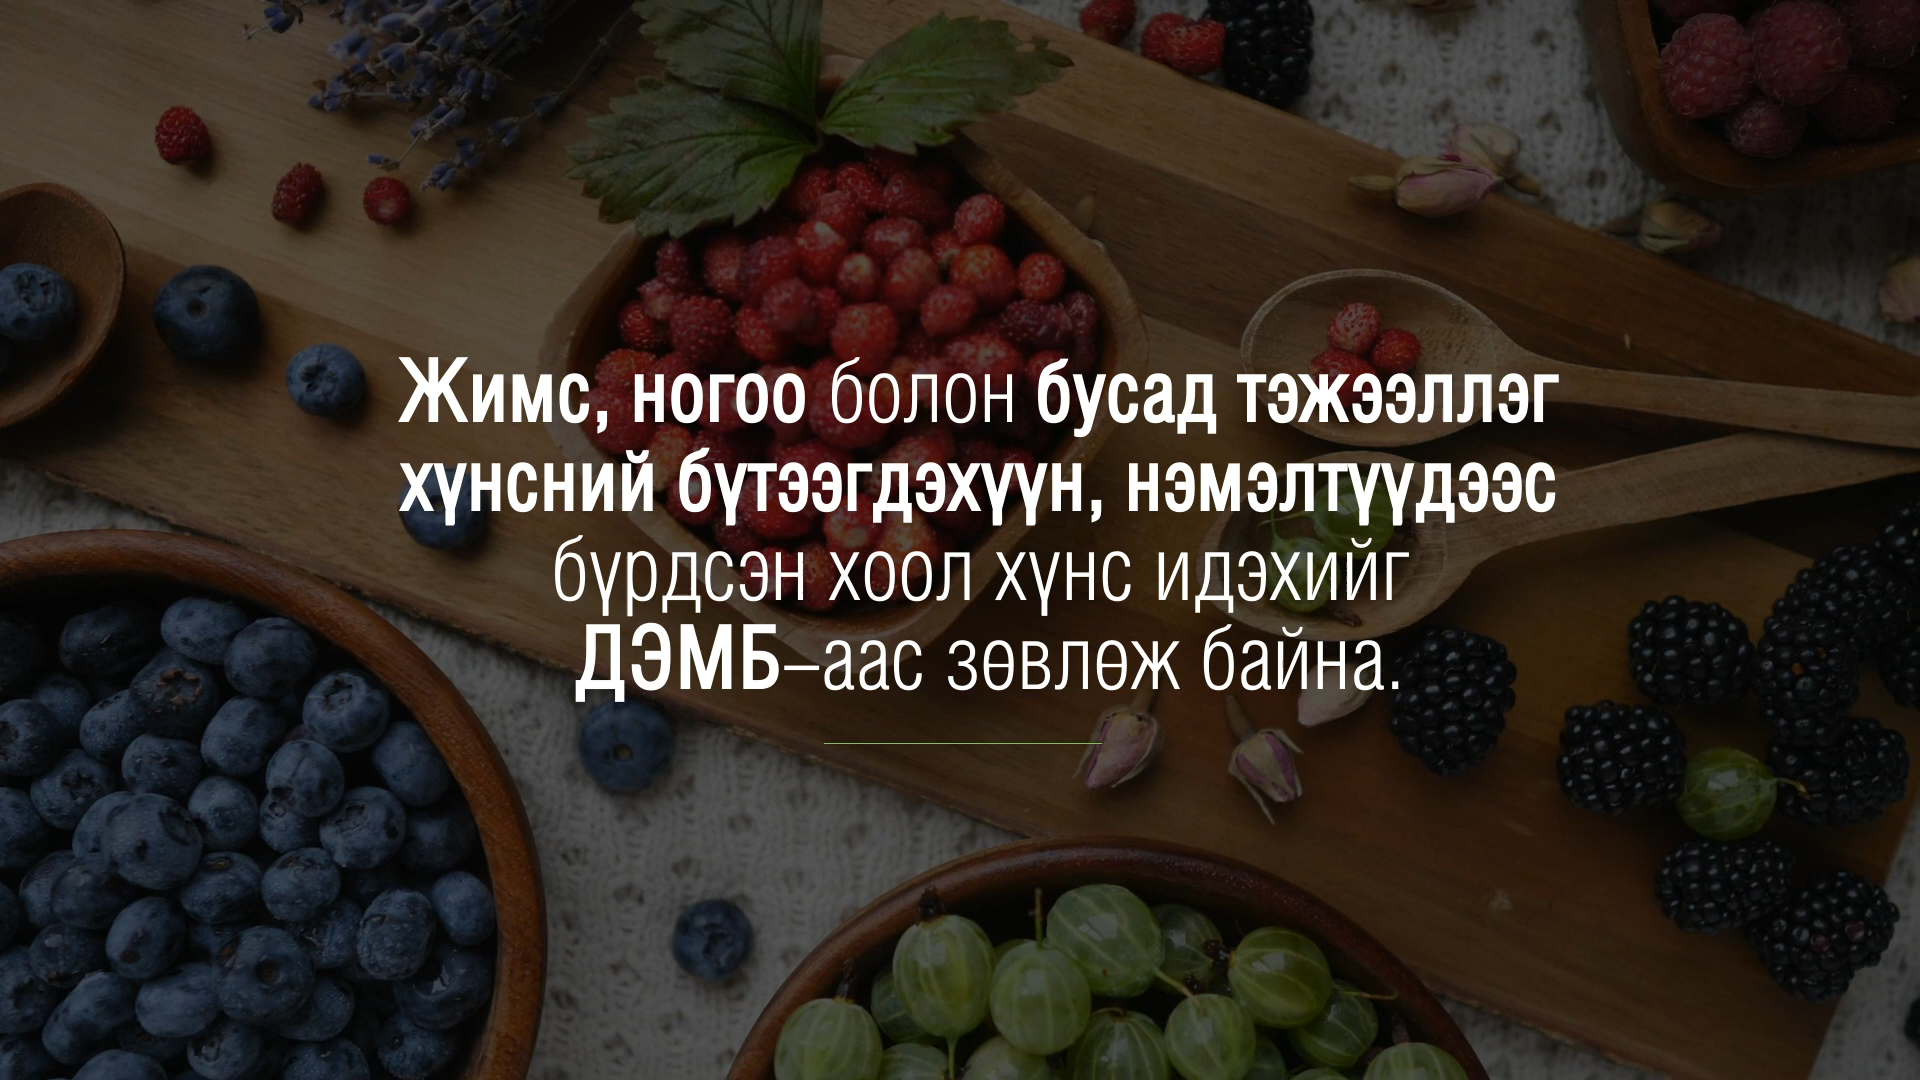 Жимс, ногоо болон бусад тэжээллэг
хүнсний бүтээгдэхүүн, нэмэлтүүдээс
бүрдсэн хоол хүнс идэхийг
ДЭМБ–аас зөвлөж байна.